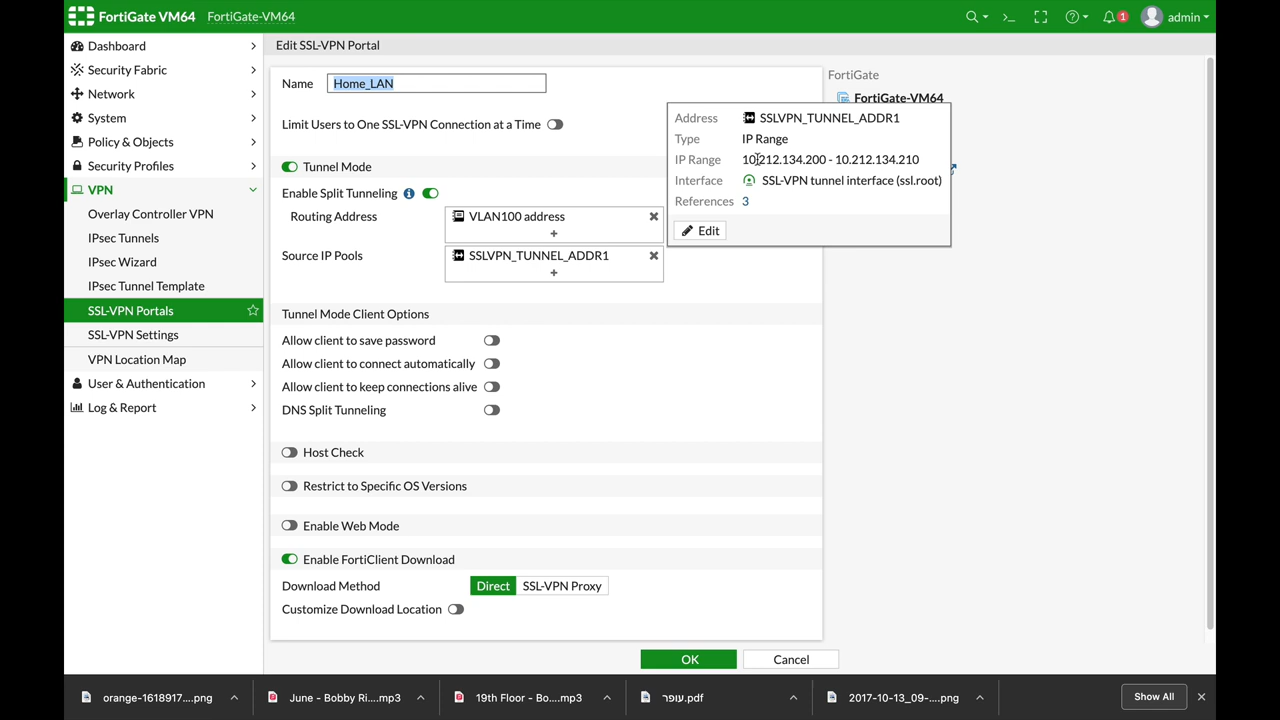 FortiGate VM64 FortiGate-VM64
1 admin
Dashboard
Security Fabric
Network
System
Policy & Objects
Security Profiles
VPN
Overlay Controller VPN
IPsec Tunnels
IPsec Wizard
IPsec Tunnel Template
SSL-VPN Portals
SSL-VPN Settings
VPN Location Map
User & Authentication
Log & Report
Edit SSL-VPN Portal
Name Home_LAN
Limit Users to One SSL-VPN Connection at a Time
Tunnel Mode
Enable Split Tunneling
Routing Address VLAN100 address
+
Source IP Pools SSLVPN_TUNNEL_ADDR1
+
Tunnel Mode Client Options
Allow client to save password
Allow client to connect automatically
Allow client to keep connections alive
DNS Split Tunneling
Host Check
Restrict to Specific OS Versions
Enable Web Mode
Enable FortiClient Download
Download Method Direct SSL-VPN Proxy
Customize Download Location
OK Cancel
FortiGate
FortiGate-VM64
Address SSLVPN_TUNNEL_ADDR1
Type IP Range
IP Range 10.212.134.200 - 10.212.134.210
Interface SSL-VPN tunnel interface (ssl.root)
References 3
Edit
orange-1618917....png June - Bobby Ri....mp3 19th Floor - Bo....mp3 עופר.pdf 2017-10-13_09-....png Show All